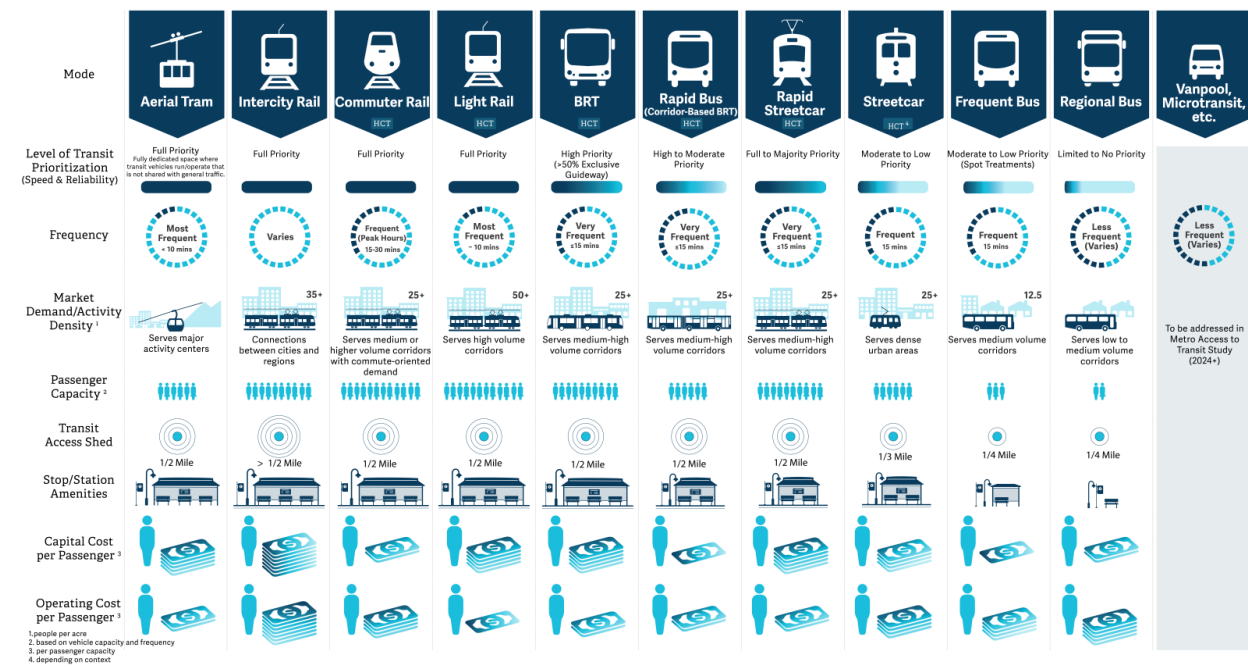 Mode
Aerial Tram
Intercity Rail
Commuter Rail
HCT
Light Rail
HCT
BRT
HCT
Rapid Bus
(Corridor-Based BRT)
HCT
Rapid
Streetcar
HCT
Streetcar
HCT 4
Frequent Bus
Regional Bus
Vanpool,
Microtransit,
etc.
Level of Transit
Prioritization
(Speed & Reliability)
Full Priority
Fully dedicated space where
transit vehicles run/operate that
is not shared with general traffic.
Full Priority
Full Priority
Full Priority
High Priority
(>50% Exclusive
Guideway)
High to Moderate
Priority
Full to Majority Priority
Moderate to Low
Priority
Moderate to Low Priority
(Spot Treatments)
Limited to No Priority
Frequency
Most
Frequent
< 10 mins
Varies
Frequent
(Peak Hours)
15-30 mins
Most
Frequent
~ 10 mins
Very
Frequent
≤15 mins
Very
Frequent
≤15 mins
Very
Frequent
≤15 mins
Frequent
15 mins
Frequent
15 mins
Less
Frequent
(Varies)
Less
Frequent
(Varies)
Market
Demand/Activity
Density 1
Serves major
activity centers
35+
Connections
between cities and
regions
25+
Serves medium or
higher volume corridors
with commute-oriented
demand
50+
Serves high volume
corridors
25+
Serves medium-high
volume corridors
25+
Serves medium-high
volume corridors
25+
Serves medium-high
volume corridors
25+
Serves dense
urban areas
12.5
Serves medium volume
corridors
Serves low to
medium volume
corridors
To be addressed in
Metro Access to
Transit Study
(2024+)
Passenger
Capacity 2
Transit
Access Shed
1/2 Mile
> 1/2 Mile
1/2 Mile
1/2 Mile
1/2 Mile
1/2 Mile
1/2 Mile
1/3 Mile
1/4 Mile
1/4 Mile
Stop/Station
Amenities
Capital Cost
per Passenger 3
Operating Cost
per Passenger 3
1.people per acre
2. based on vehicle capacity and frequency
3. per passenger capacity
4. depending on context